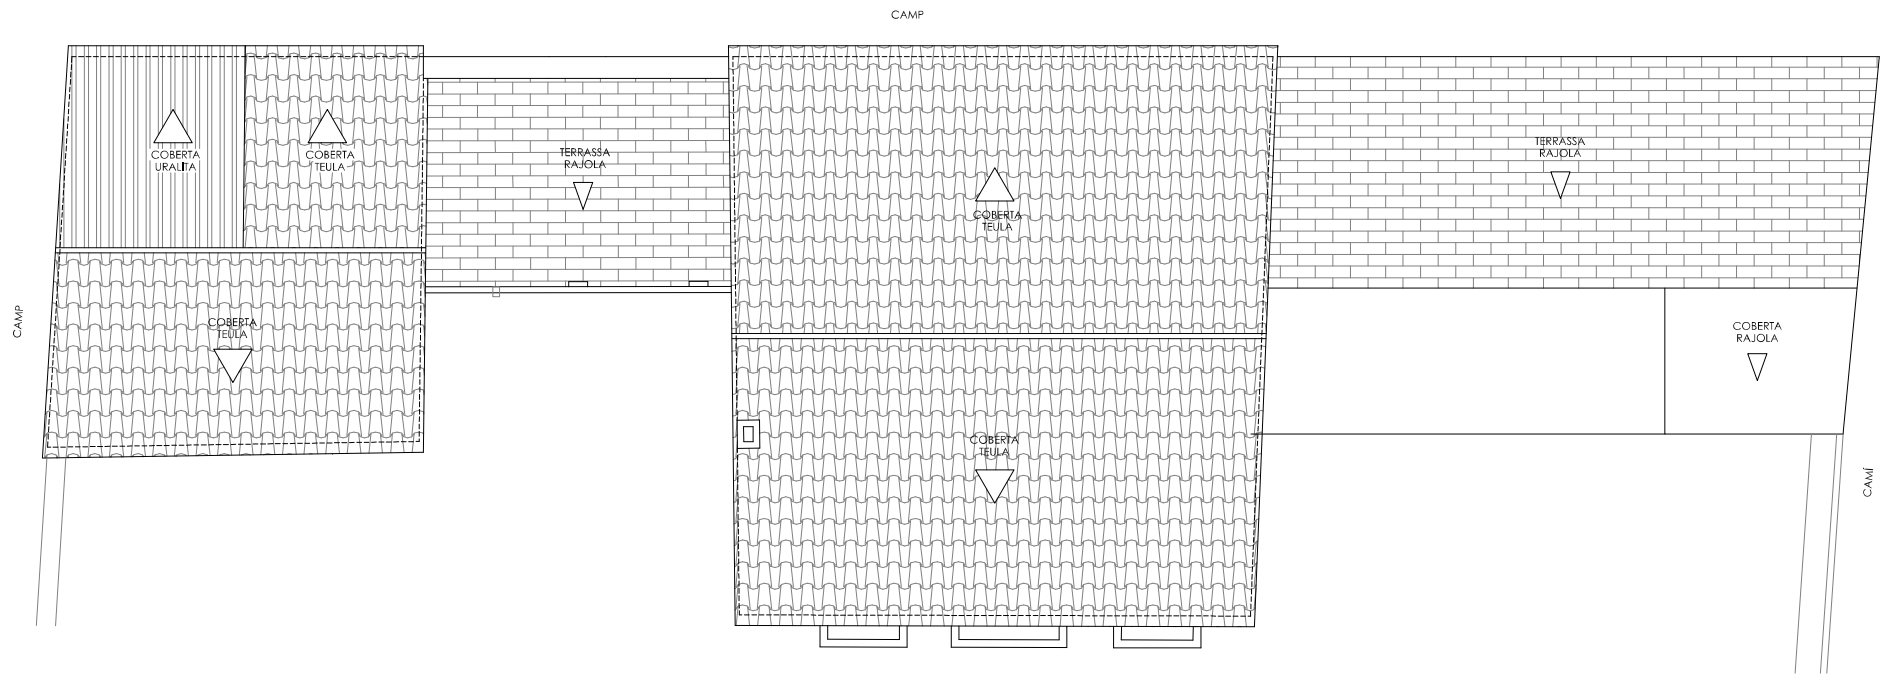 CAMP
COBERTA
URALITA
COBERTA
TEULA
TERRASSA
RAJOLA
COBERTA
TEULA
TERRASSA
RAJOLA
CAMP
COBERTA
TEULA
COBERTA
RAJOLA
COBERTA
TEULA
CAMÍ